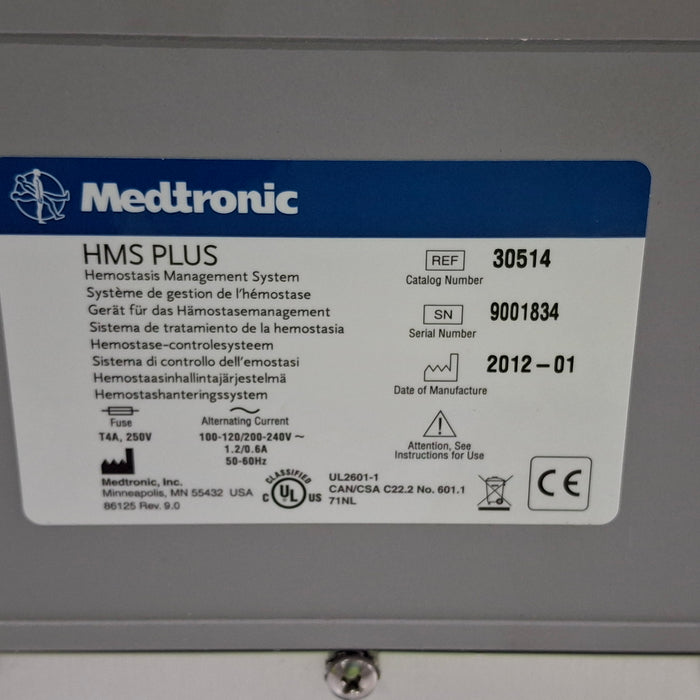 Medtronic
HMS PLUS
Hemostasis Management System
Système de gestion de l'hémostase
Gerät für das Hämostasemanagement
Sistema de tratamiento de la hemostasia
Hemostase-controlesysteem
Sistema di controllo dell'emostasi
Hemostaasinhallintajärjestelmä
Hemostashanteringssystem
REF 30514
Catalog Number
SN 9001834
Serial Number
2012-01
Date of Manufacture
Fuse
T4A, 250V
Alternating Current
100-120/200-240V ~
1.2/0.6A
50-60Hz
Attention, See
Instructions for Use
Medtronic, Inc.
Minneapolis, MN 55432 USA
86125 Rev. 9.0
CLASSIFIED
C UL US
UL2601-1
CAN/CSA C22.2 No. 601.1
71NL
CE